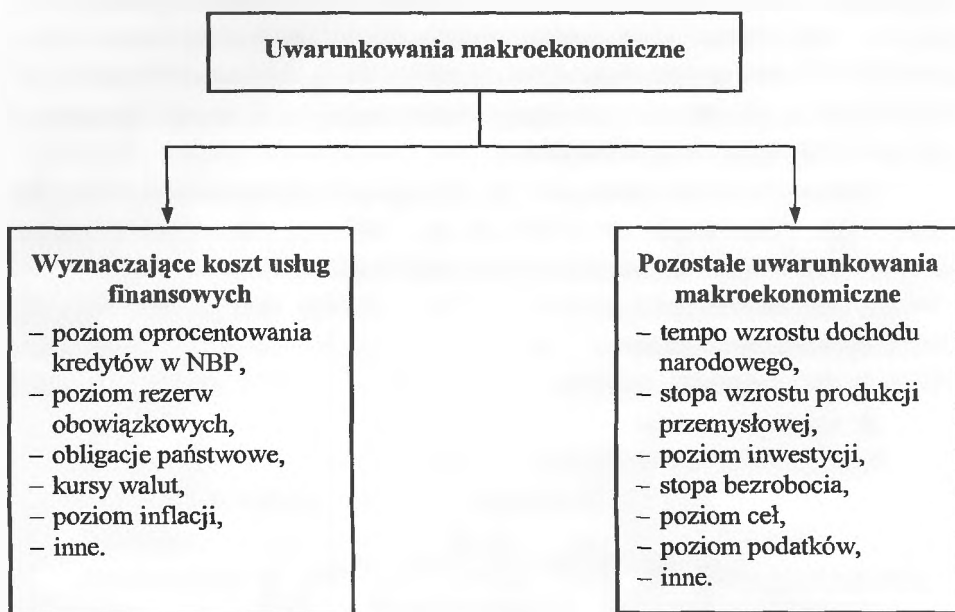 Uwarunkowania makroekonomiczne
Wyznaczające koszt usług
finansowych
– poziom oprocentowania
kredytów w NBP,
– poziom rezerw
obowiązkowych,
– obligacje państwowe,
– kursy walut,
– poziom inflacji,
– inne.
Pozostałe uwarunkowania
makroekonomiczne
– tempo wzrostu dochodu
narodowego,
– stopa wzrostu produkcji
przemysłowej,
– poziom inwestycji,
– stopa bezrobocia,
– poziom ceł,
– poziom podatków,
– inne.